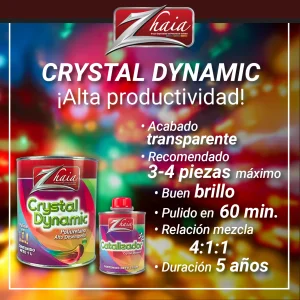 Zhaia
CRYSTAL DYNAMIC
¡Alta productividad!
• Acabado
transparente
• Recomendado
3-4 piezas máximo
• Buen brillo
• Pulido en 60 min.
• Relación mezcla
4:1:1
• Duración 5 años
Zhaia
Crystal
Dynamic
Zhaia
Catalizador